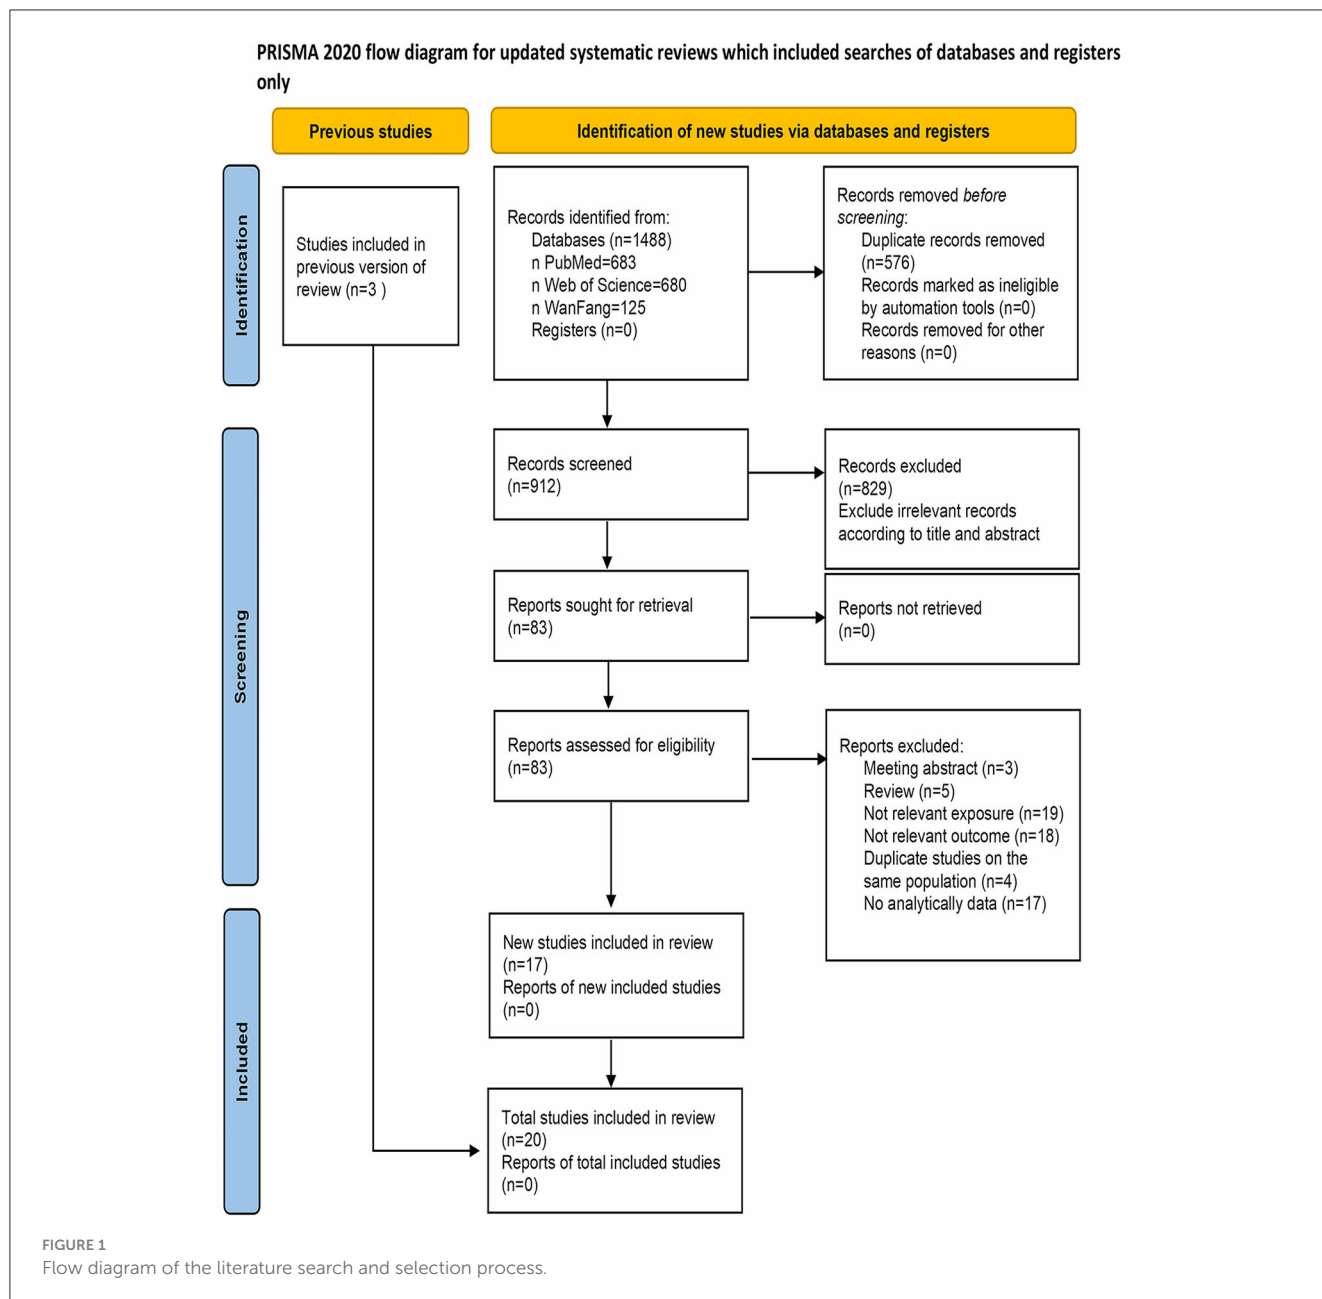 PRISMA 2020 flow diagram for updated systematic reviews which included searches of databases and registers
only
Previous studies
Identification of new studies via databases and registers
Identification
Studies included in
previous version of
review (n=3 )
Records identified from:
Databases (n=1488)
n PubMed=683
n Web of Science=680
n WanFang=125
Registers (n=0)
Records removed before
screening:
Duplicate records removed
(n=576)
Records marked as ineligible
by automation tools (n=0)
Records removed for other
reasons (n=0)
Screening
Records screened
(n=912)
Records excluded
(n=829)
Exclude irrelevant records
according to title and abstract
Reports sought for retrieval
(n=83)
Reports not retrieved
(n=0)
Reports assessed for eligibility
(n=83)
Reports excluded:
Meeting abstract (n=3)
Review (n=5)
Not relevant exposure (n=19)
Not relevant outcome (n=18)
Duplicate studies on the
same population (n=4)
No analytically data (n=17)
Included
New studies included in review
(n=17)
Reports of new included studies
(n=0)
Total studies included in review
(n=20)
Reports of total included studies
(n=0)
FIGURE 1
Flow diagram of the literature search and selection process.